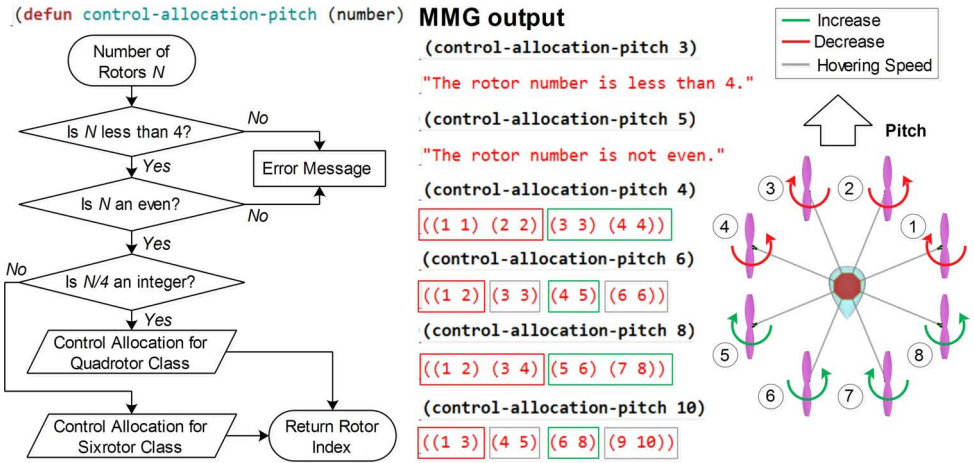 (defun control-allocation-pitch (number)
Number of
Rotors N
Is N less than 4?
No
Yes
Error Message
Is N an even?
No
Yes
No
Is N/4 an integer?
Yes
Control Allocation for
Quadrotor Class
Control Allocation for
Sixrotor Class
Return Rotor
Index
MMG output
(control-allocation-pitch 3)
"The rotor number is less than 4."
(control-allocation-pitch 5)
"The rotor number is not even."
(control-allocation-pitch 4)
((1 1) (2 2) (3 3) (4 4))
(control-allocation-pitch 6)
((1 2) (3 3) (4 5) (6 6))
(control-allocation-pitch 8)
((1 2) (3 4) (5 6) (7 8))
(control-allocation-pitch 10)
((1 3) (4 5) (6 8) (9 10))
Increase
Decrease
Hovering Speed
Pitch
3
2
4
1
5
8
6
7